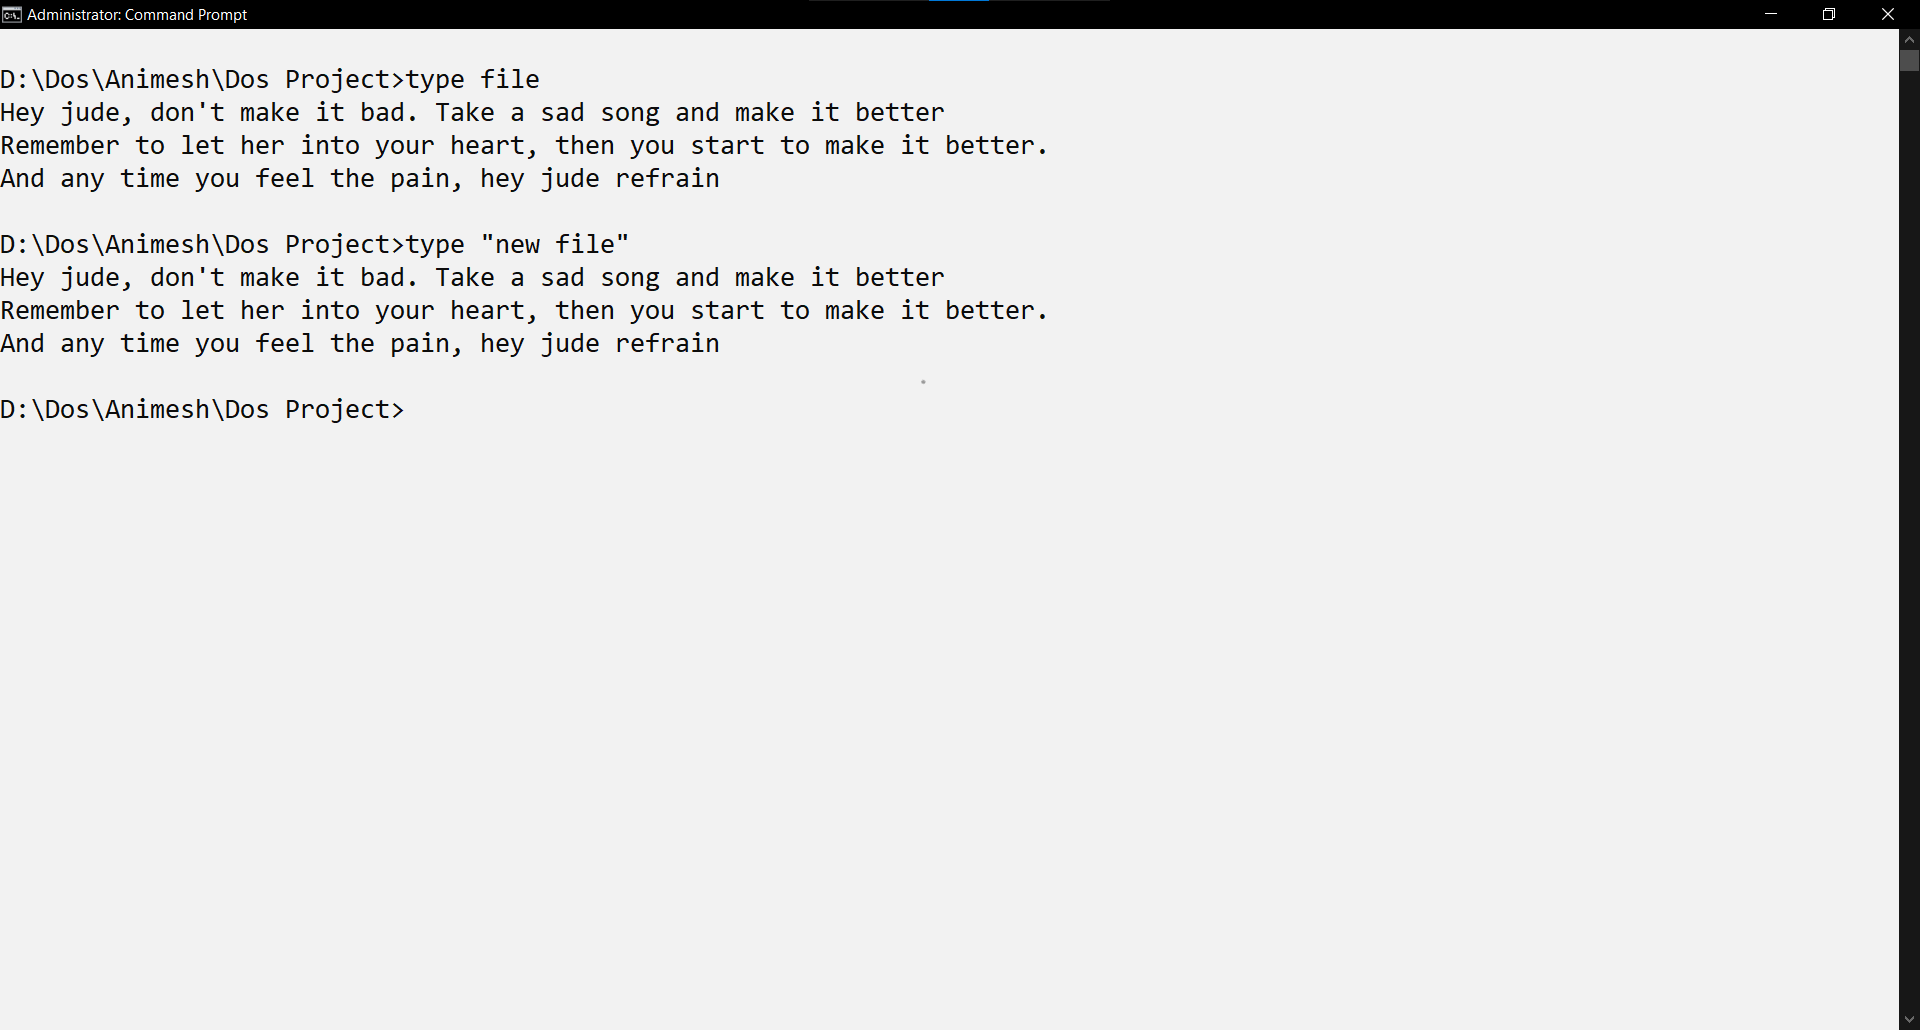 Administrator: Command Prompt
D:\Dos\Animesh\Dos Project>type file
Hey jude, don't make it bad. Take a sad song and make it better
Remember to let her into your heart, then you start to make it better.
And any time you feel the pain, hey jude refrain
D:\Dos\Animesh\Dos Project>type "new file"
Hey jude, don't make it bad. Take a sad song and make it better
Remember to let her into your heart, then you start to make it better.
And any time you feel the pain, hey jude refrain
D:\Dos\Animesh\Dos Project>